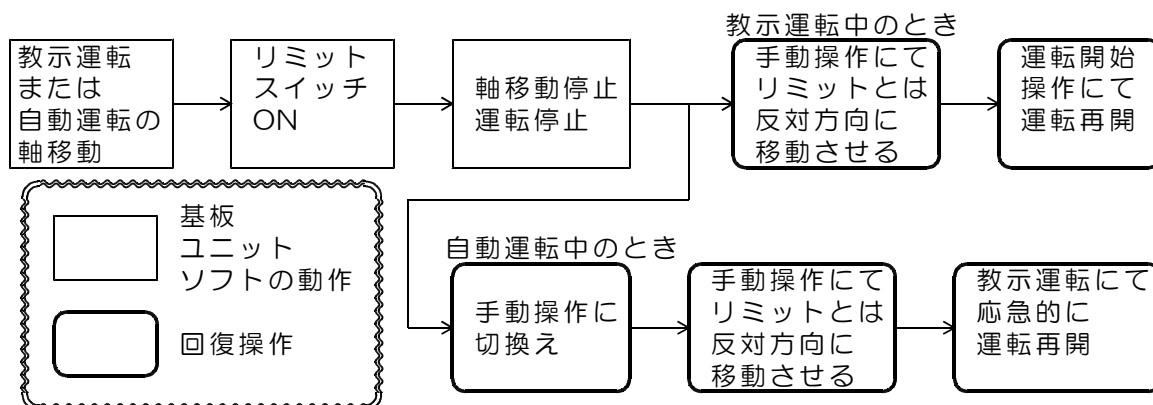 教示運転
または
自動運転の
軸移動
リミット
スイッチ
ON
軸移動停止
運転停止
教示運転中のとき
手動操作にて
リミットとは
反対方向に
移動させる
運転開始
操作にて
運転再開
基板
ユニット
ソフトの動作
回復操作
自動運転中のとき
手動操作に
切換え
手動操作にて
リミットとは
反対方向に
移動させる
教示運転にて
応急的に
運転再開